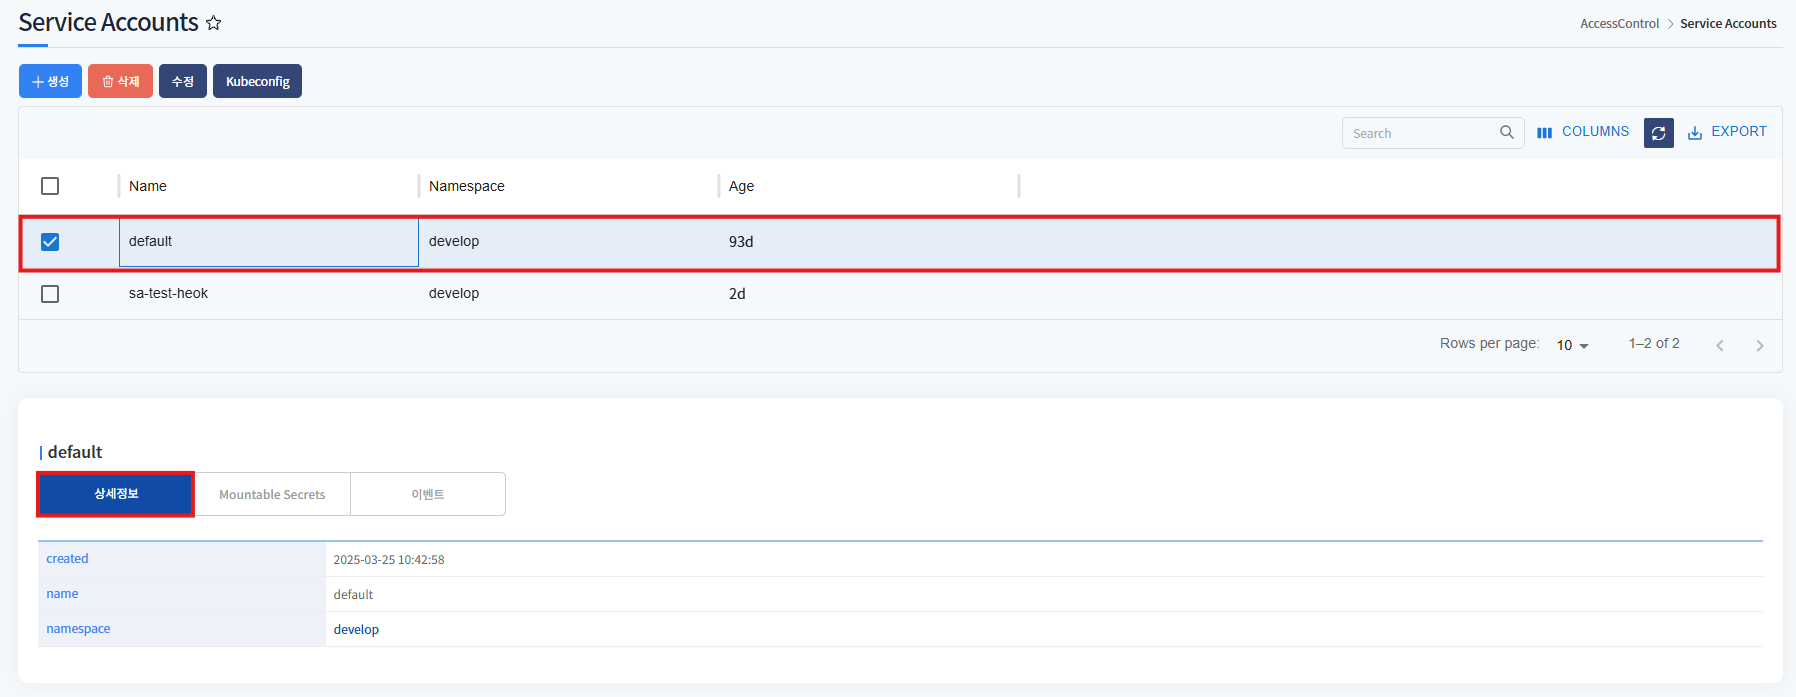 Service Accounts
AccessControl > Service Accounts
생성 삭제 수정 Kubeconfig
Search COLUMNS EXPORT
Name Namespace Age
default develop 93d
sa-test-heok develop 2d
Rows per page: 10 1–2 of 2
default
상세정보 Mountable Secrets 이벤트
created 2025-03-25 10:42:58
name default
namespace develop